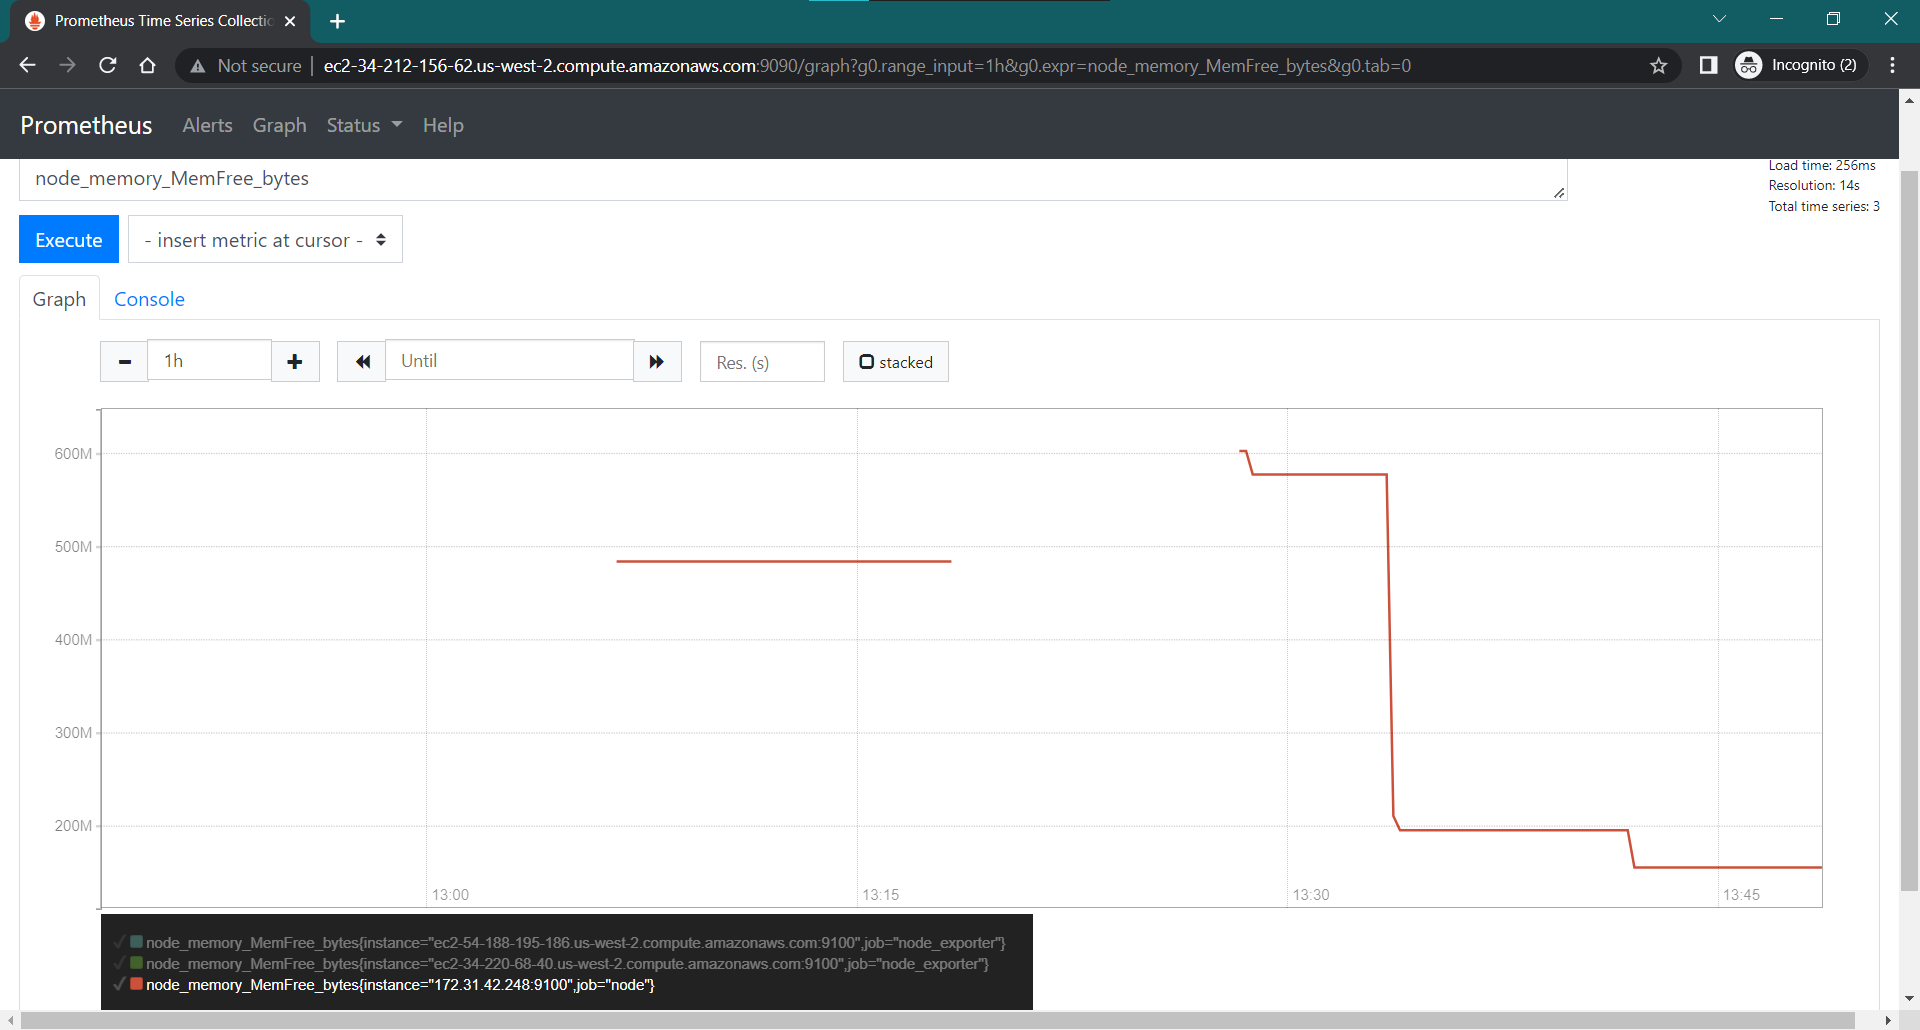 Prometheus Time Series Collectio
Not secure ec2-34-212-156-62.us-west-2.compute.amazonaws.com:9090/graph?g0.range_input=1h&g0.expr=node_memory_MemFree_bytes&g0.tab=0 Incognito (2)
Prometheus Alerts Graph Status Help
node_memory_MemFree_bytes
Load time: 256ms
Resolution: 14s
Total time series: 3
Execute - insert metric at cursor -
Graph Console
1h Until Res. (s) stacked
600M
500M
400M
300M
200M
13:00 13:15 13:30 13:45
node_memory_MemFree_bytes{instance="ec2-54-188-195-186.us-west-2.compute.amazonaws.com:9100",job="node_exporter"}
node_memory_MemFree_bytes{instance="ec2-34-220-68-40.us-west-2.compute.amazonaws.com:9100",job="node_exporter"}
node_memory_MemFree_bytes{instance="172.31.42.248:9100",job="node"}